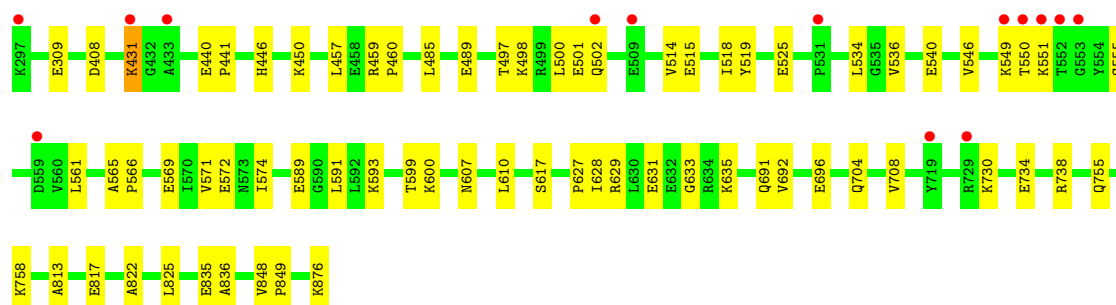 K297 E309 D408 K431 G432 A433 E440 P441 H446 K450 L457 E458 R459 P460 L485 E489 T497 K498 R499 L500 E501 Q502 E509 V514 E515 I518 Y519 E525 P531 L534 G535 V536 E540 V546 K549 T550 K551 T552 G553 Y554
D559 V560 L561 A565 P566 E569 I570 V571 E572 N573 I574 E589 G590 L591 L592 K593 T599 K600 N607 L610 S617 P627 I628 R629 L630 E631 E632 G633 R634 K635 Q691 V692 E696 Q704 V708 Y719 R729 K730 E734 R738 Q755
K758 A813 E817 A822 L825 E835 A836 V848 P849 K876